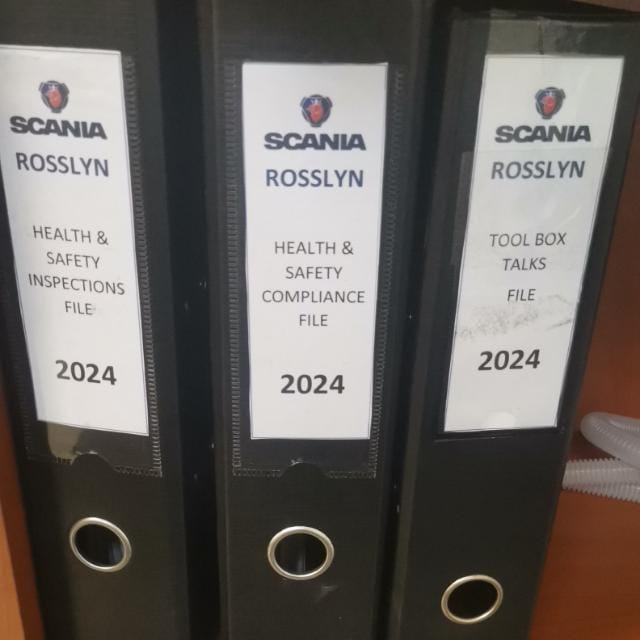 SCANIA
ROSSLYN
HEALTH &
SAFETY
INSPECTIONS
FILE
2024
SCANIA
ROSSLYN
HEALTH &
SAFETY
COMPLIANCE
FILE
2024
SCANIA
ROSSLYN
TOOL BOX
TALKS
FILE
2024